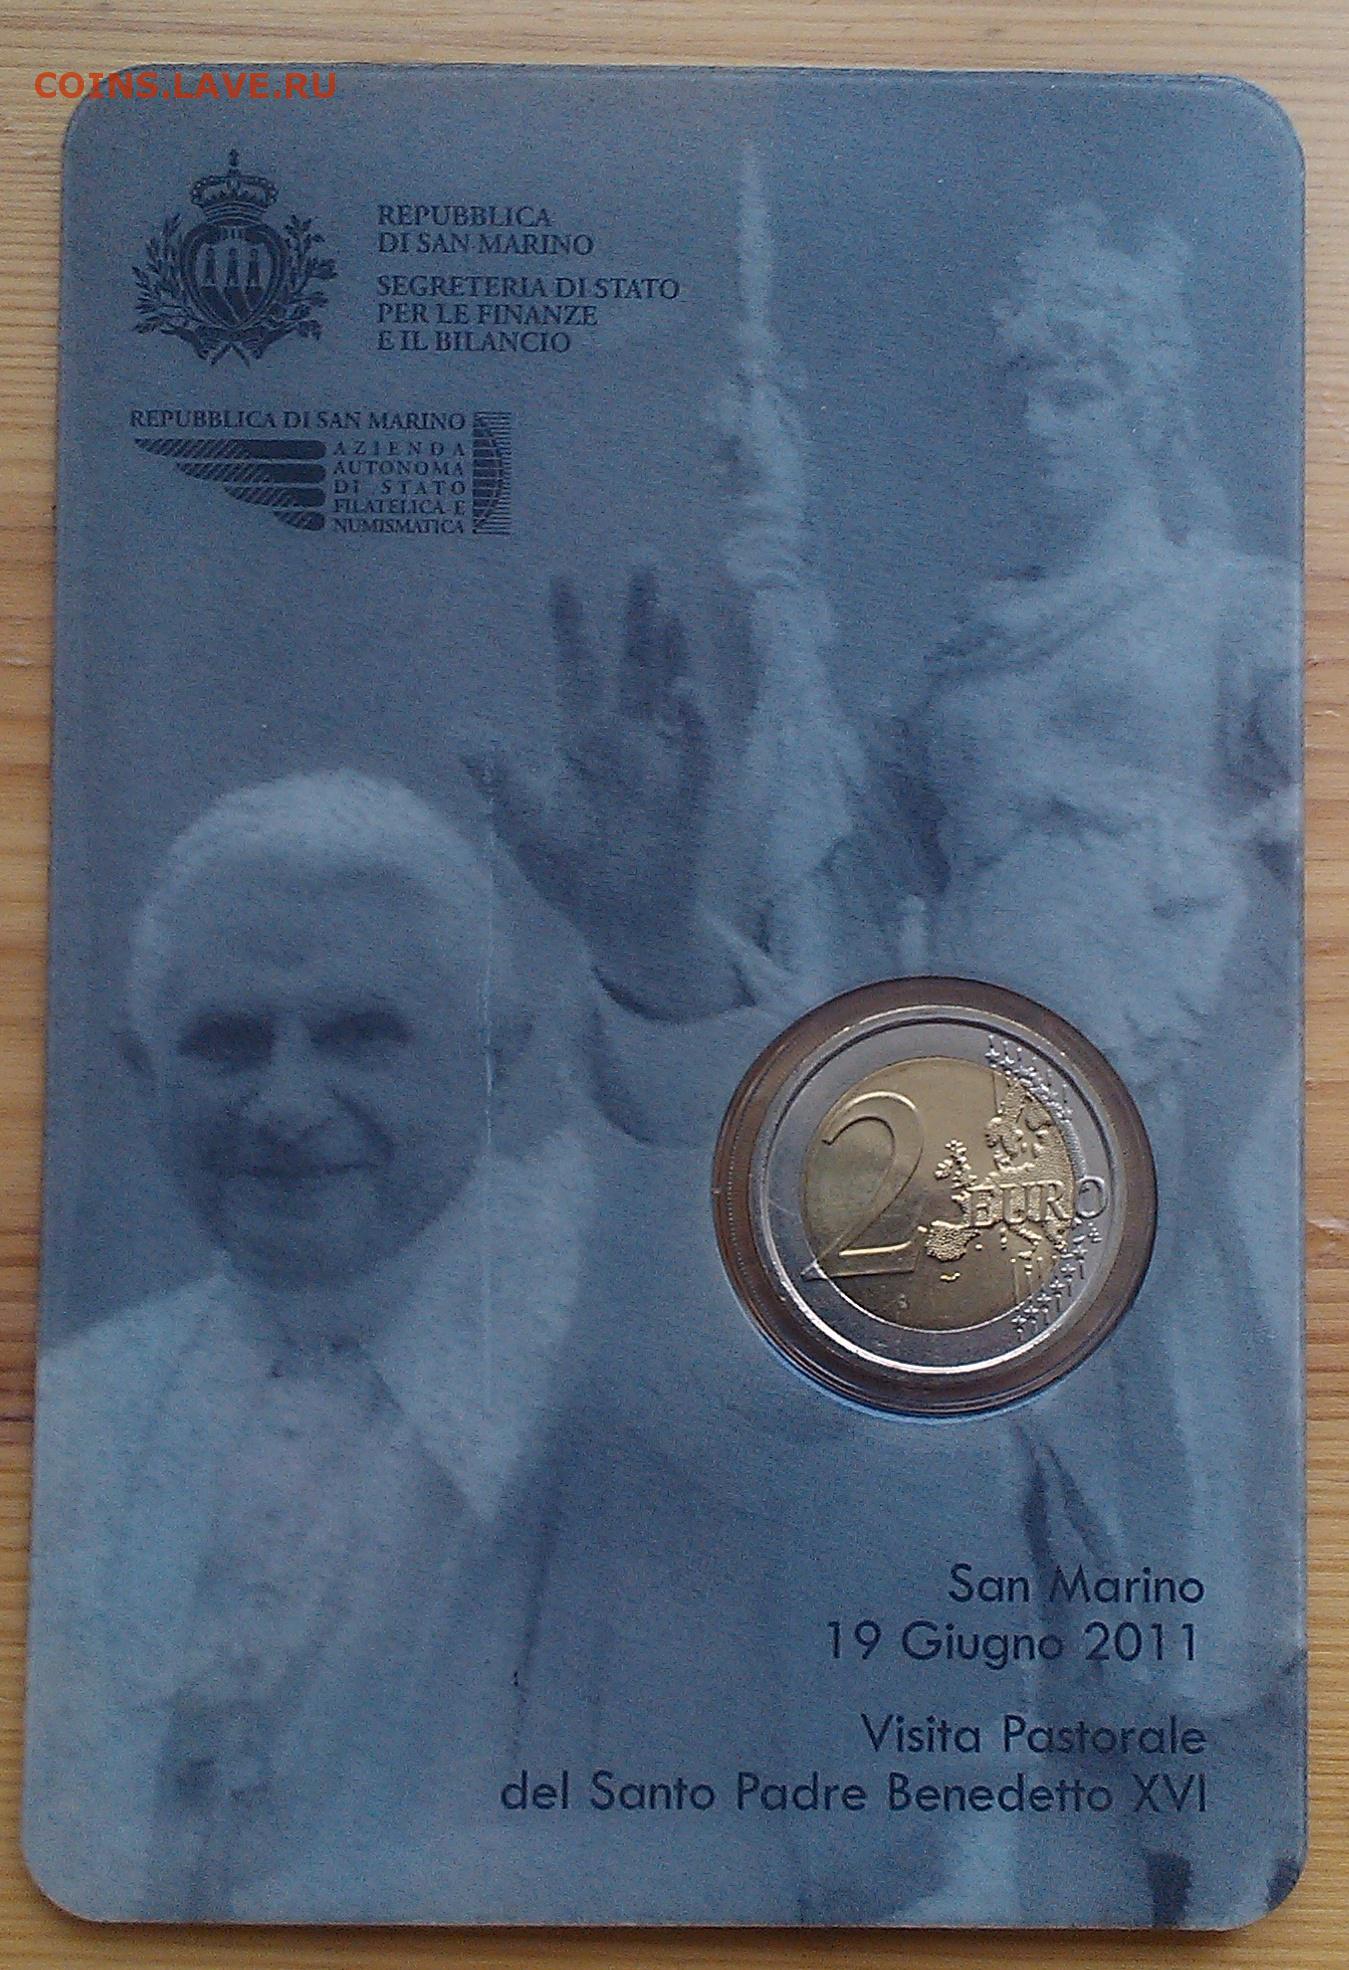 COINS.LAVE.RU
REPUBBLICA
DI SAN MARINO
SEGRETERIA DI STATO
PER LE FINANZE
E IL BILANCIO
REPUBBLICA DI SAN MARINO
AZIENDA
AUTONOMA
DI STATO
FILATELICA E
NUMISMATICA
2 EURO
San Marino
19 Giugno 2011
Visita Pastorale
del Santo Padre Benedetto XVI